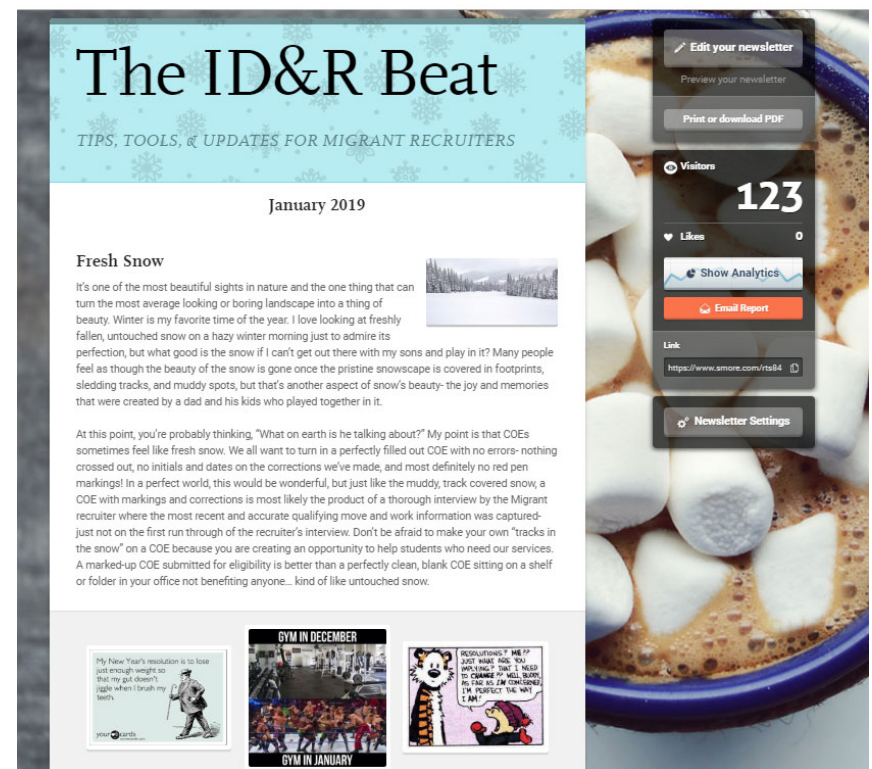 The ID&R Beat
TIPS, TOOLS, & UPDATES FOR MIGRANT RECRUITERS
January 2019
Fresh Snow
It's one of the most beautiful sights in nature and the one thing that can
turn the most average looking or boring landscape into a thing of
beauty. Winter is my favorite time of the year. I love looking at freshly
fallen, untouched snow on a hazy winter morning just to admire its
perfection, but what good is the snow if I can't get out there with my sons and play in it? Many people
feel as though the beauty of the snow is gone once the pristine snowscape is covered in footprints,
sledding tracks, and muddy spots, but that's another aspect of snow's beauty- the joy and memories
that were created by a dad and his kids who played together in it.
At this point, you're probably thinking, "What on earth is he talking about?" My point is that COEs
sometimes feel like fresh snow. We all want to turn in a perfectly filled out COE with no errors- nothing
crossed out, no initials and dates on the corrections we've made, and most definitely no red pen
markings! In a perfect world, this would be wonderful, but just like the muddy, track covered snow, a
COE with markings and corrections is most likely the product of a thorough interview by the Migrant
recruiter where the most recent and accurate qualifying move and work information was captured-
just not on the first run through of the recruiter's interview. Don't be afraid to make your own "tracks in
the snow" on a COE because you are creating an opportunity to help students who need our services.
A marked-up COE submitted for eligibility is better than a perfectly clean, blank COE sitting on a shelf
or folder in your office not benefiting anyone... kind of like untouched snow.
My New Year's resolution is to lose
just enough weight so
that my gut doesn't
jiggle when I brush my
teeth.
your cards
GYM IN DECEMBER
GYM IN JANUARY
RESOLUTIONS?? ME??
JUST WHAT ARE YOU
IMPLYING? THAT I NEED
TO CHANGE?? WELL, BUDDY,
AS FAR AS I'M CONCERNED,
I'M PERFECT THE WAY
I AM!
Edit your newsletter
Preview your newsletter
Print or download PDF
Visitors
123
Likes 0
Show Analytics
Email Report
Link
https://www.smore.com/rts84
Newsletter Settings